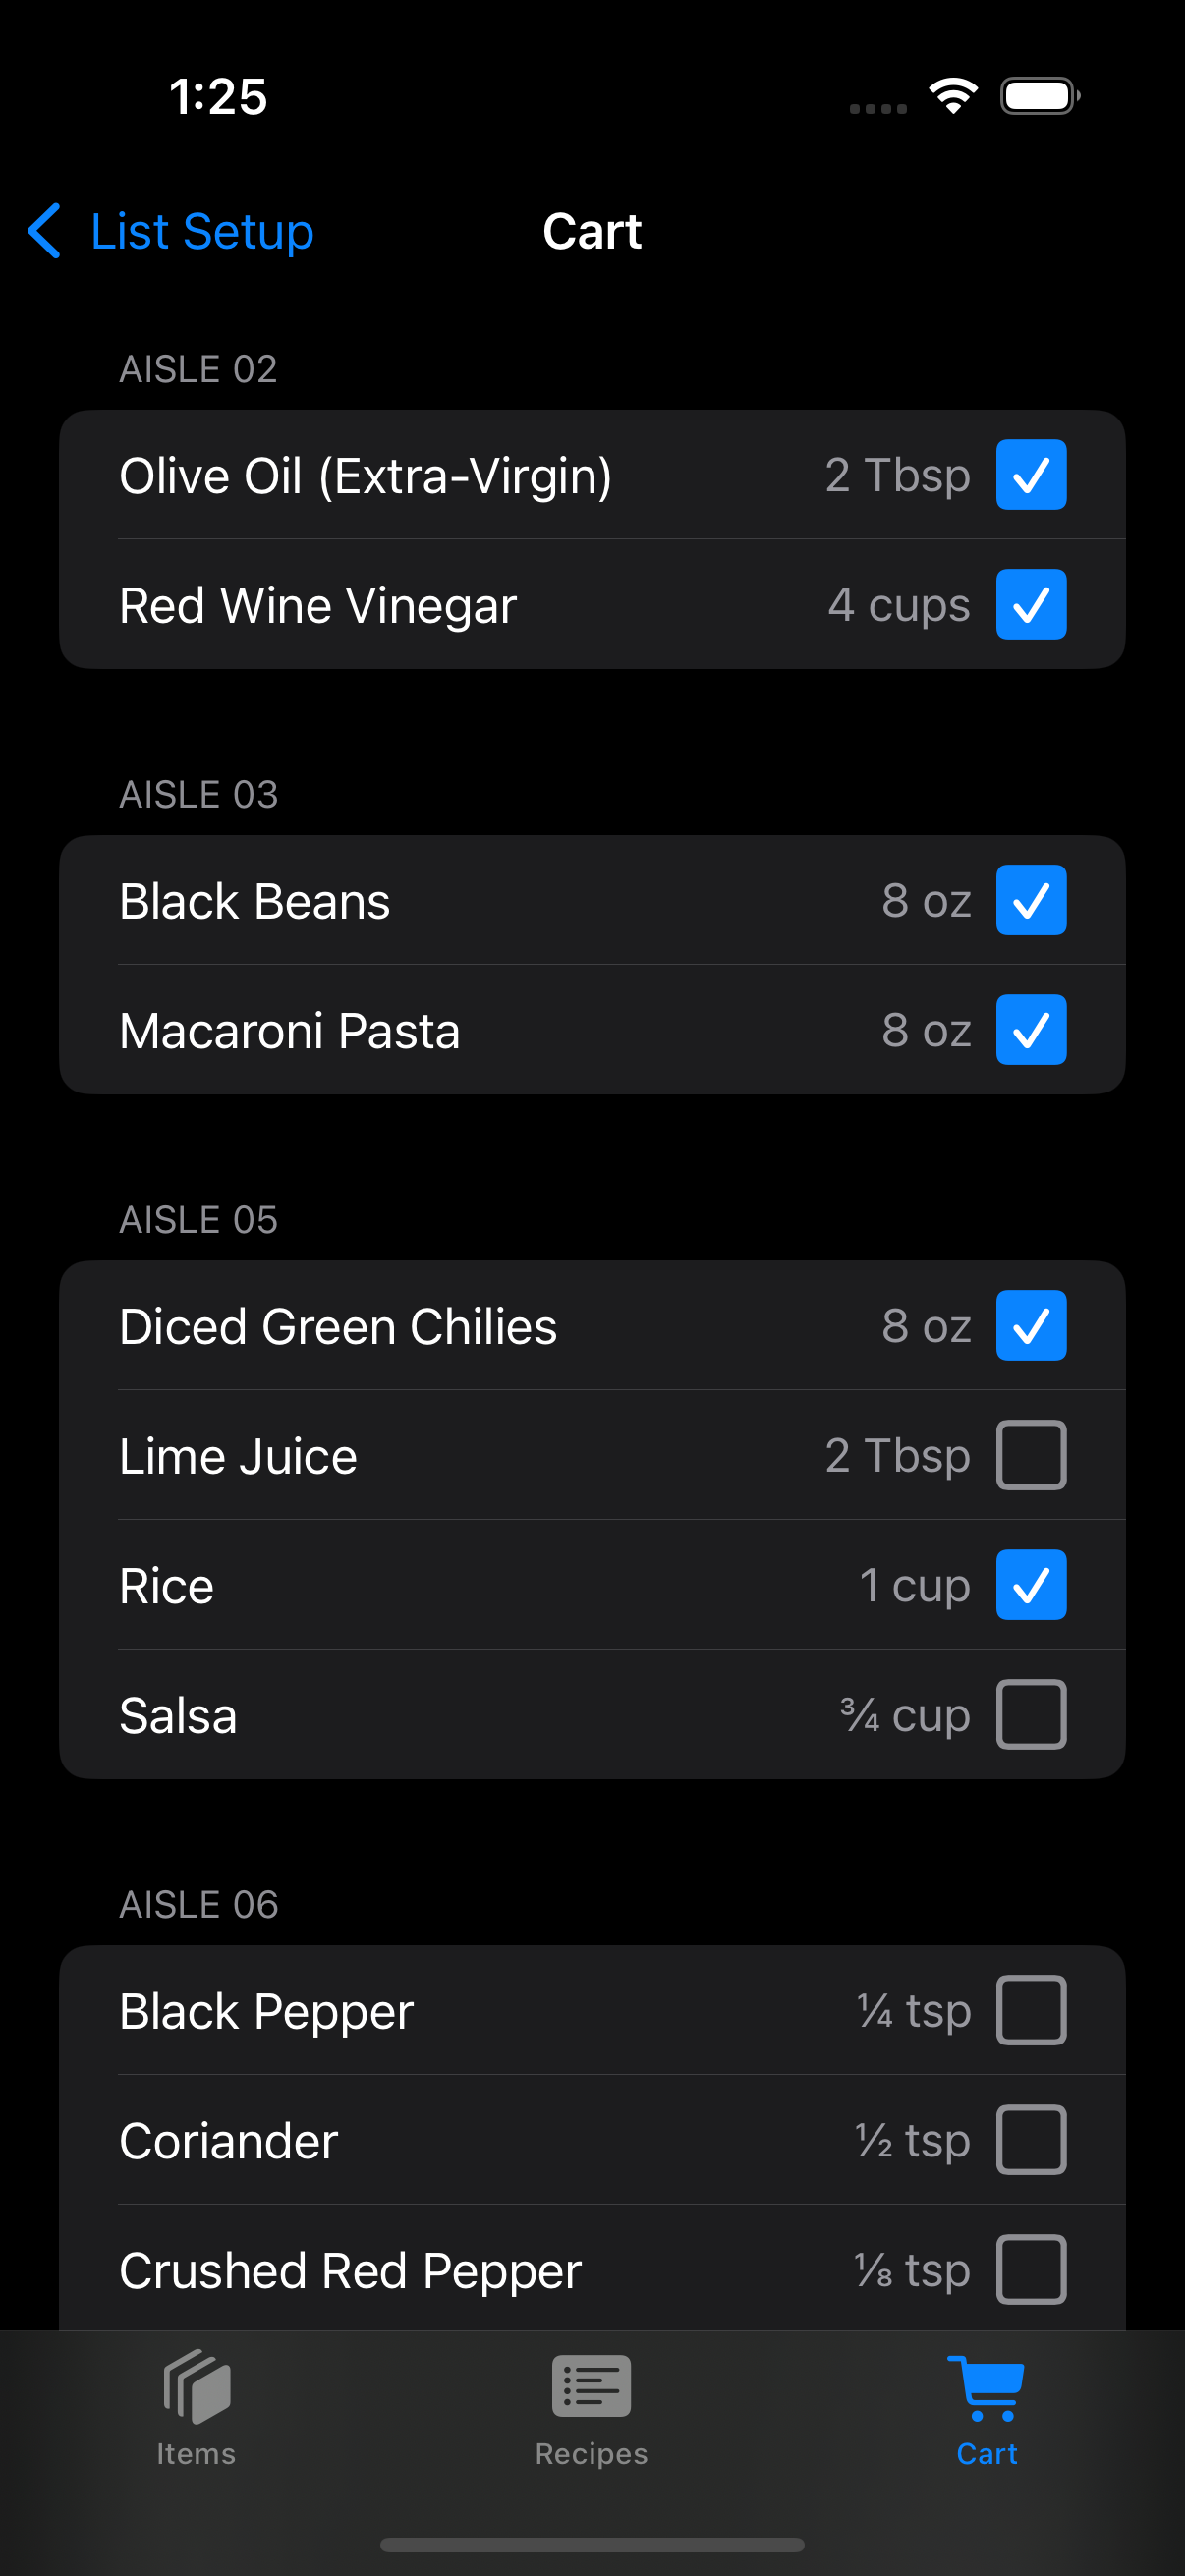 1:25
List Setup Cart
AISLE 02
Olive Oil (Extra-Virgin) 2 Tbsp
Red Wine Vinegar 4 cups
AISLE 03
Black Beans 8 oz
Macaroni Pasta 8 oz
AISLE 05
Diced Green Chilies 8 oz
Lime Juice 2 Tbsp
Rice 1 cup
Salsa ¾ cup
AISLE 06
Black Pepper ¼ tsp
Coriander ½ tsp
Crushed Red Pepper ⅛ tsp
Items Recipes Cart